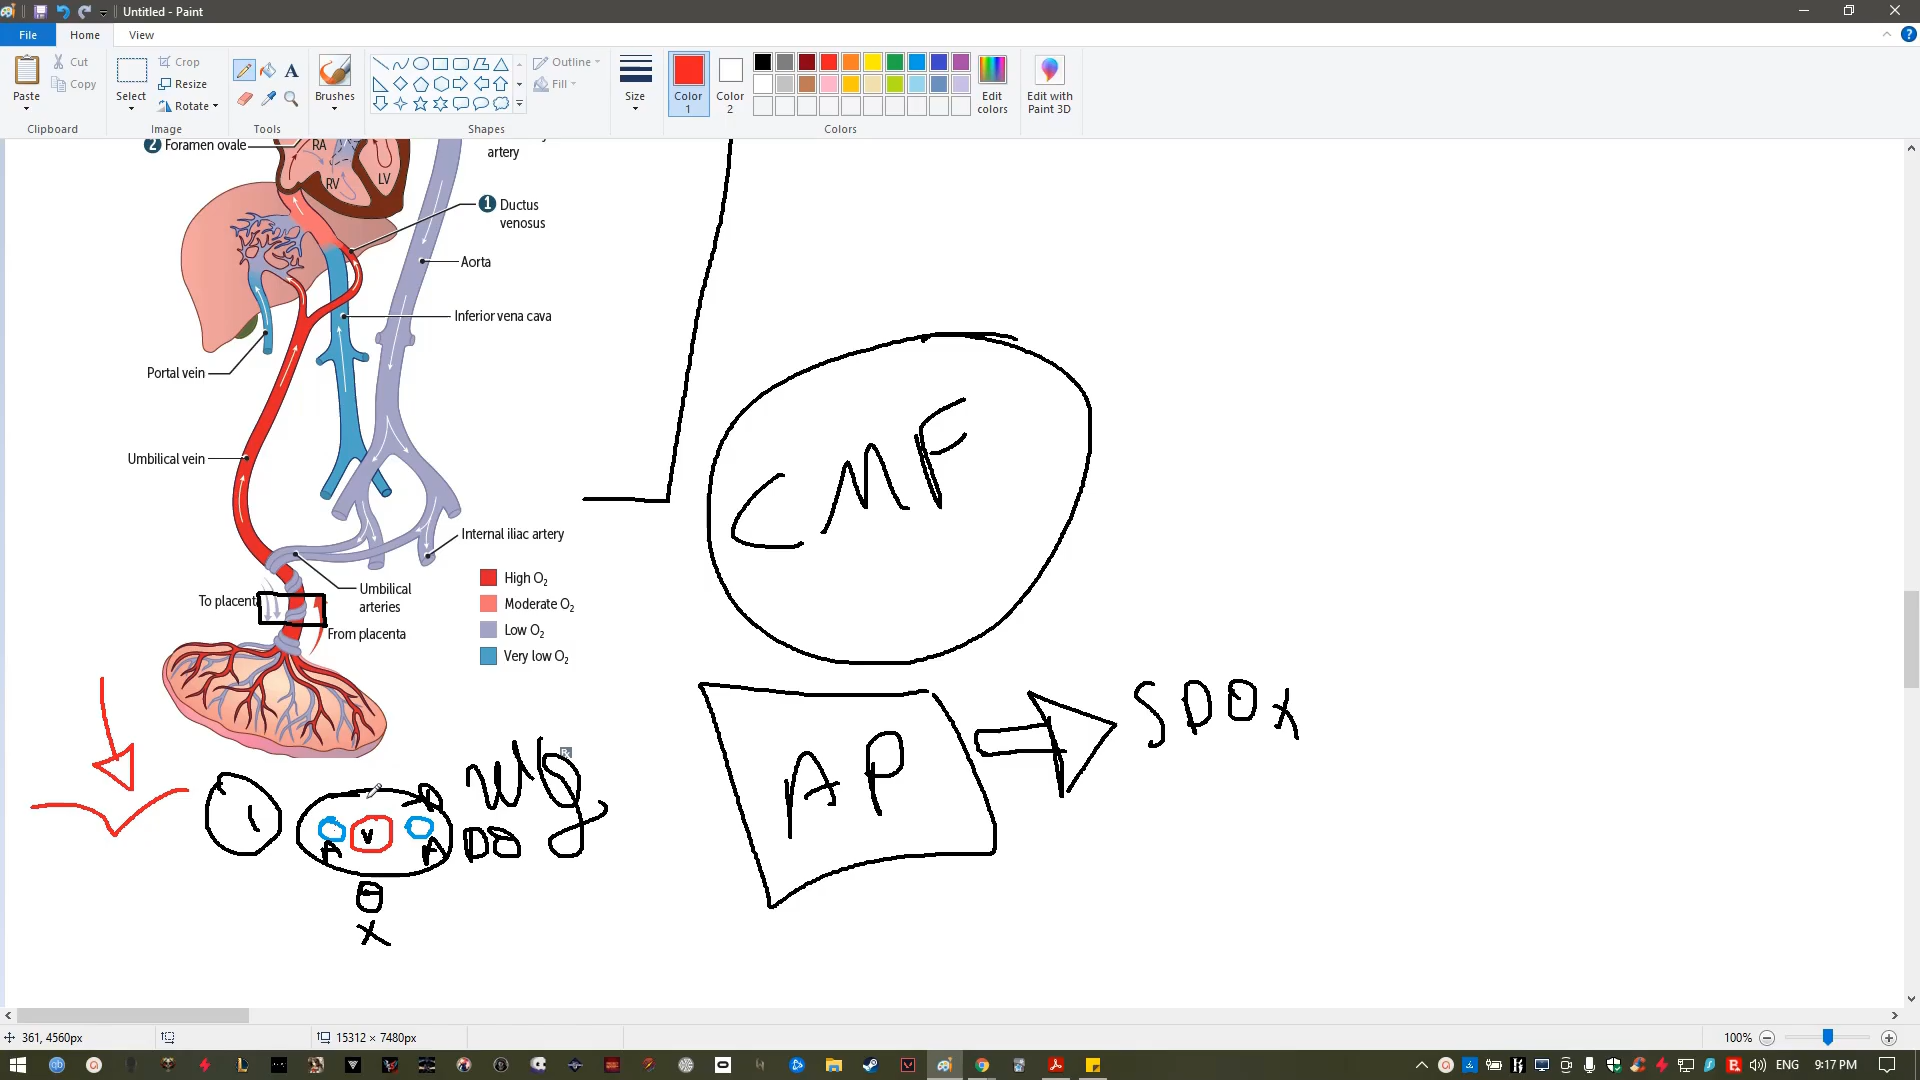 Untitled - Paint
File
Home
View
Paste
Cut
Copy
Clipboard
Select
Crop
Resize
Rotate
Image
Tools
Brushes
Shapes
Outline
Fill
Size
Color 1
Color 2
Edit colors
Edit with Paint 3D
Colors
2 Foramen ovale
RA
RV
LV
artery
1 Ductus venosus
Aorta
Inferior vena cava
Portal vein
Umbilical vein
Internal iliac artery
To placent
Umbilical arteries
From placenta
High O₂
Moderate O₂
Low O₂
Very low O₂
CMF
AP
SDOX
1
V
A
A
X
361, 4560px
15312 × 7480px
100%
ENG
9:17 PM